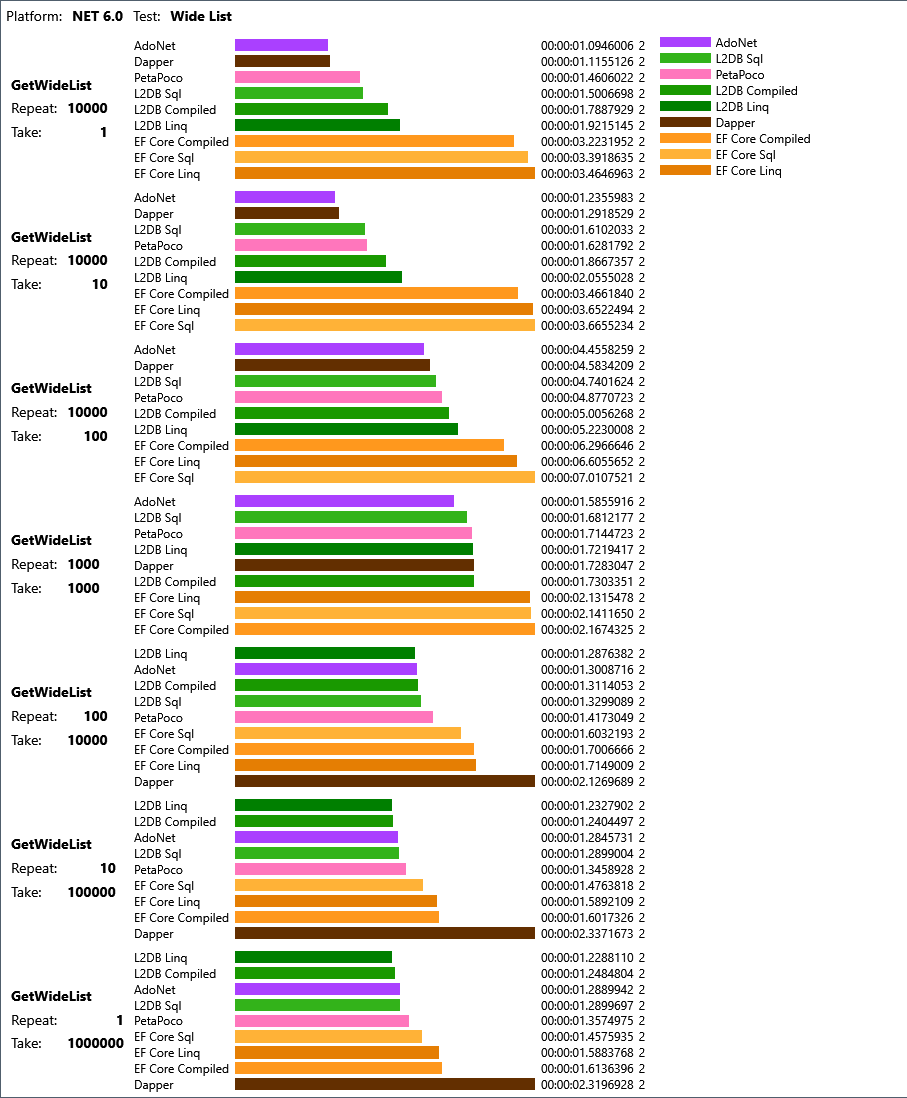 Platform: NET 6.0 Test: Wide List
GetWideList
Repeat: 10000
Take: 1
AdoNet 00:00:01.0946006 2
Dapper 00:00:01.1155126 2
PetaPoco 00:00:01.4606022 2
L2DB Sql 00:00:01.5006698 2
L2DB Compiled 00:00:01.7887929 2
L2DB Linq 00:00:01.9215145 2
EF Core Compiled 00:00:03.2231952 2
EF Core Sql 00:00:03.3918635 2
EF Core Linq 00:00:03.4646963 2
AdoNet
L2DB Sql
PetaPoco
L2DB Compiled
L2DB Linq
Dapper
EF Core Compiled
EF Core Sql
EF Core Linq
GetWideList
Repeat: 10000
Take: 10
AdoNet 00:00:01.2355983 2
Dapper 00:00:01.2918529 2
L2DB Sql 00:00:01.6102033 2
PetaPoco 00:00:01.6281792 2
L2DB Compiled 00:00:01.8667357 2
L2DB Linq 00:00:02.0555028 2
EF Core Compiled 00:00:03.4661840 2
EF Core Linq 00:00:03.6522494 2
EF Core Sql 00:00:03.6655234 2
GetWideList
Repeat: 10000
Take: 100
AdoNet 00:00:04.4558259 2
Dapper 00:00:04.5834209 2
L2DB Sql 00:00:04.7401624 2
PetaPoco 00:00:04.8770723 2
L2DB Compiled 00:00:05.0056268 2
L2DB Linq 00:00:05.2230008 2
EF Core Compiled 00:00:06.2966646 2
EF Core Linq 00:00:06.6055652 2
EF Core Sql 00:00:07.0107521 2
GetWideList
Repeat: 1000
Take: 1000
AdoNet 00:00:01.5855916 2
L2DB Sql 00:00:01.6812177 2
PetaPoco 00:00:01.7144723 2
L2DB Linq 00:00:01.7219417 2
Dapper 00:00:01.7283047 2
L2DB Compiled 00:00:01.7303351 2
EF Core Linq 00:00:02.1315478 2
EF Core Sql 00:00:02.1411650 2
EF Core Compiled 00:00:02.1674325 2
GetWideList
Repeat: 100
Take: 10000
L2DB Linq 00:00:01.2876382 2
AdoNet 00:00:01.3008716 2
L2DB Compiled 00:00:01.3114053 2
L2DB Sql 00:00:01.3299089 2
PetaPoco 00:00:01.4173049 2
EF Core Sql 00:00:01.6032193 2
EF Core Compiled 00:00:01.7006666 2
EF Core Linq 00:00:01.7149009 2
Dapper 00:00:02.1269689 2
GetWideList
Repeat: 10
Take: 100000
L2DB Linq 00:00:01.2327902 2
L2DB Compiled 00:00:01.2404497 2
AdoNet 00:00:01.2845731 2
L2DB Sql 00:00:01.2899004 2
PetaPoco 00:00:01.3458928 2
EF Core Sql 00:00:01.4763818 2
EF Core Linq 00:00:01.5892109 2
EF Core Compiled 00:00:01.6017326 2
Dapper 00:00:02.3371673 2
GetWideList
Repeat: 1
Take: 1000000
L2DB Linq 00:00:01.2288110 2
L2DB Compiled 00:00:01.2484804 2
AdoNet 00:00:01.2889942 2
L2DB Sql 00:00:01.2899697 2
PetaPoco 00:00:01.3574975 2
EF Core Sql 00:00:01.4575935 2
EF Core Linq 00:00:01.5883768 2
EF Core Compiled 00:00:01.6136396 2
Dapper 00:00:02.3196928 2